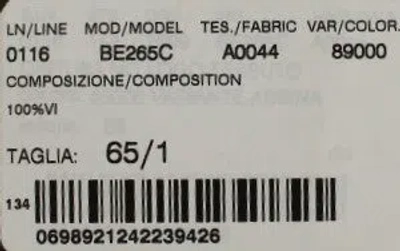 LN/LINE MOD/MODEL TES./FABRIC VAR/COLOR.
0116 BE265C A0044 89000
COMPOSIZIONE/COMPOSITION
100%VI
TAGLIA: 65/1
134
0698921242239426